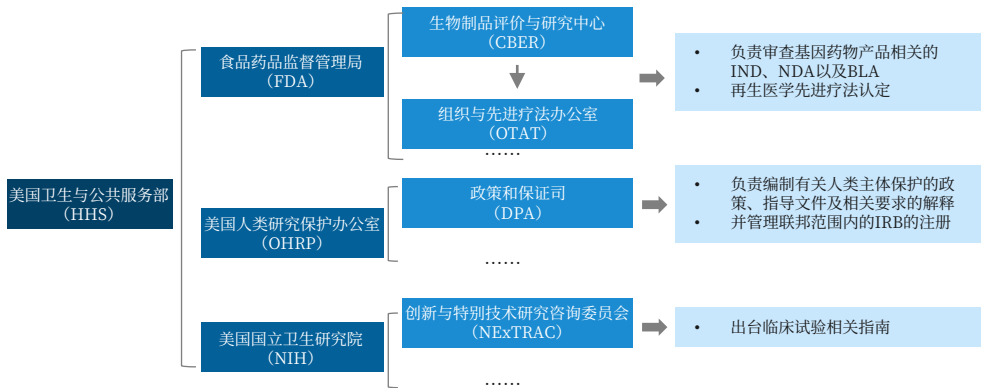 美国卫生与公共服务部
（HHS）
食品药品监督管理局
（FDA）
生物制品评价与研究中心
（CBER）
组织与先进疗法办公室
（OTAT）
......
• 负责审查基因药物产品相关的
IND、NDA以及BLA
• 再生医学先进疗法认定
美国人类研究保护办公室
（OHRP）
政策和保证司
（DPA）
......
• 负责编制有关人类主体保护的政
策、指导文件及相关要求的解释
• 并管理联邦范围内的IRB的注册
美国国立卫生研究院
（NIH）
创新与特别技术研究咨询委员会
（NExTRAC）
......
• 出台临床试验相关指南